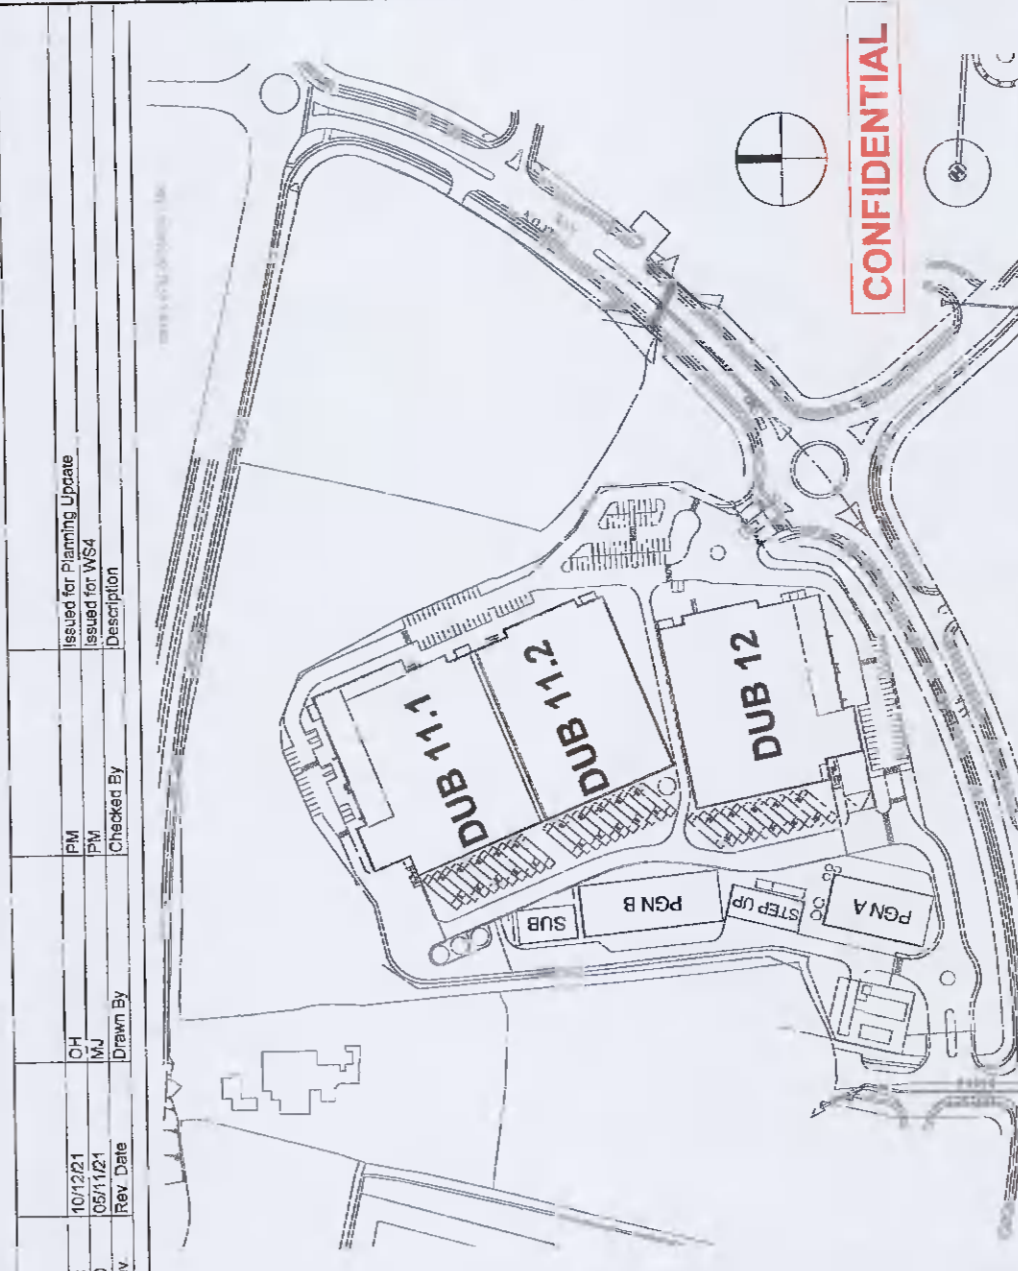 10/12/21 OH PM Issued for Planning Update
05/11/21 MJ PM Issued for WS4
Rev. Date Drawn By Checked By Description
CONFIDENTIAL
DUB 11.1
DUB 11.2
DUB 12
SUB
PGN B
STEP UP
PGN A